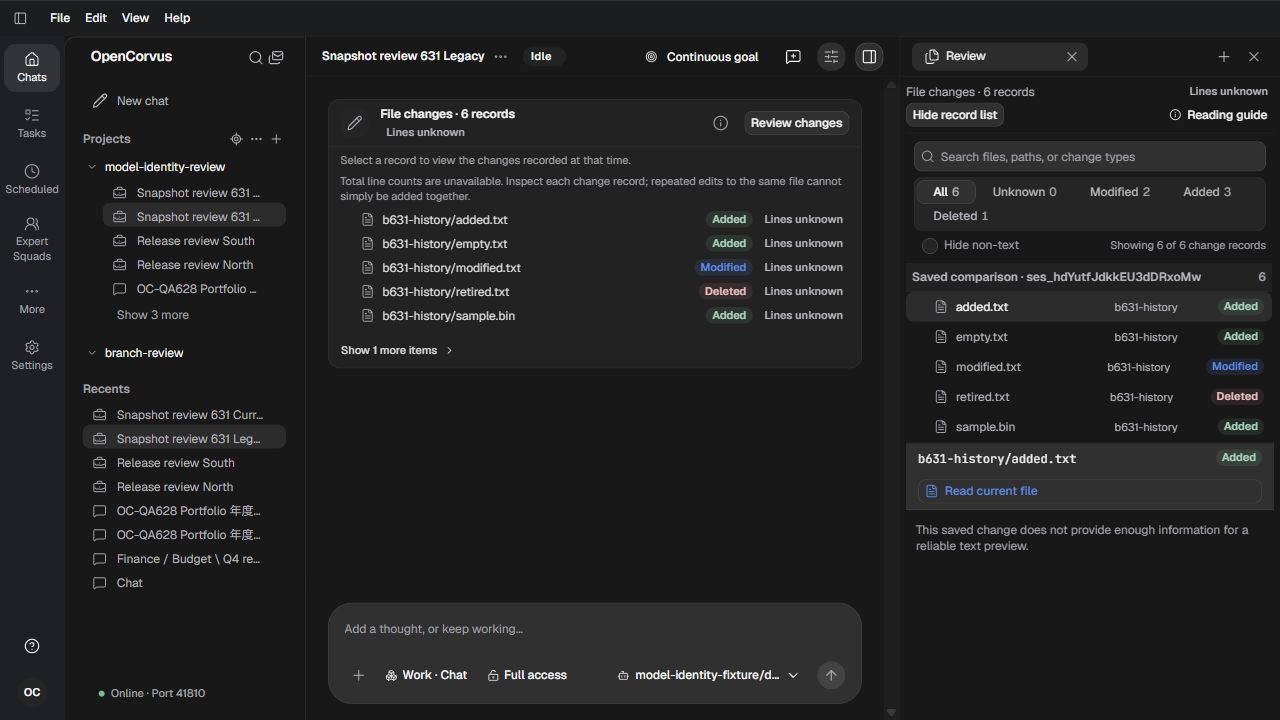 File Edit View Help
Chats
Tasks
Scheduled
Expert
Squads
More
Settings
OC
OpenCorvus
New chat
Projects
model-identity-review
Snapshot review 631 ...
Snapshot review 631 ...
Release review South
Release review North
OC-QA628 Portfolio ...
Show 3 more
branch-review
Recents
Snapshot review 631 Curr...
Snapshot review 631 Leg...
Release review South
Release review North
OC-QA628 Portfolio 年度...
OC-QA628 Portfolio 年度...
Finance / Budget \ Q4 re...
Chat
Online · Port 41810
Snapshot review 631 Legacy ... Idle Continuous goal
File changes · 6 records
Lines unknown
Review changes
Select a record to view the changes recorded at that time.
Total line counts are unavailable. Inspect each change record; repeated edits to the same file cannot
simply be added together.
b631-history/added.txt Added Lines unknown
b631-history/empty.txt Added Lines unknown
b631-history/modified.txt Modified Lines unknown
b631-history/retired.txt Deleted Lines unknown
b631-history/sample.bin Added Lines unknown
Show 1 more items
Add a thought, or keep working...
Work · Chat Full access model-identity-fixture/d...
Review
File changes · 6 records Lines unknown
Hide record list Reading guide
Search files, paths, or change types
All 6 Unknown 0 Modified 2 Added 3
Deleted 1
Hide non-text Showing 6 of 6 change records
Saved comparison · ses_hdYutfJdkkEU3dDRxoMw 6
added.txt b631-history Added
empty.txt b631-history Added
modified.txt b631-history Modified
retired.txt b631-history Deleted
sample.bin b631-history Added
b631-history/added.txt Added
Read current file
This saved change does not provide enough information for a
reliable text preview.